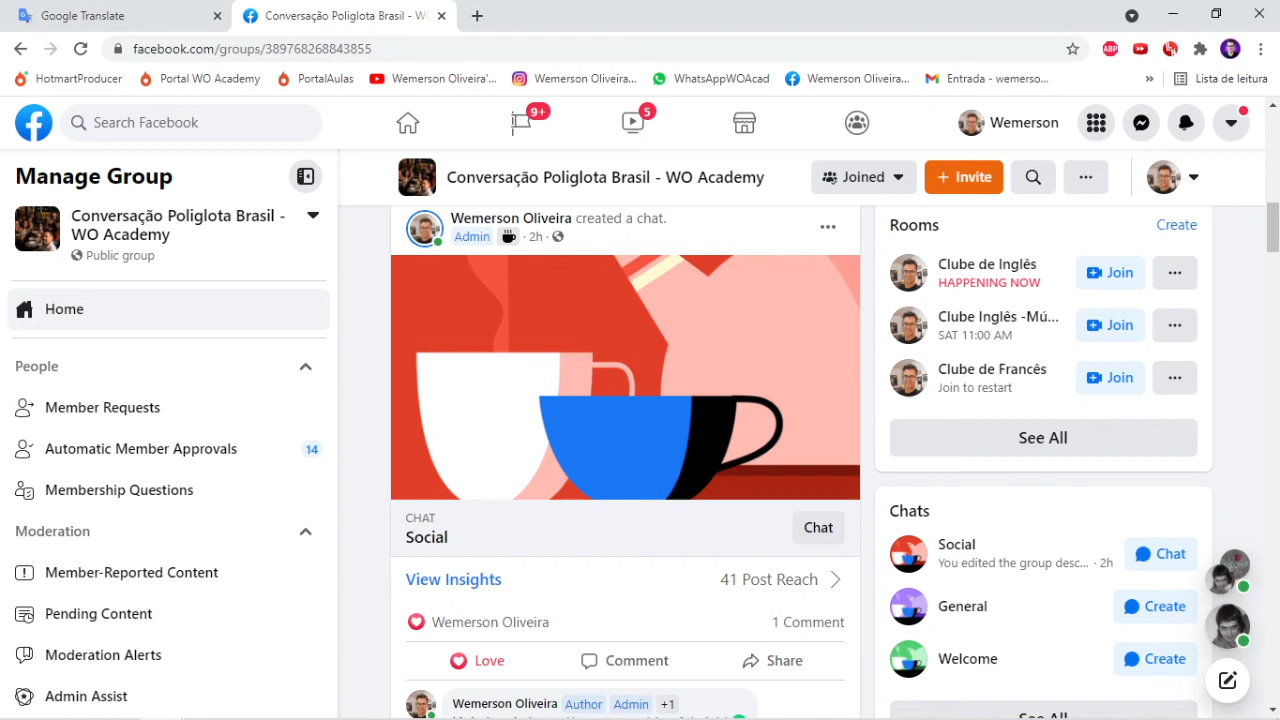 Google Translate
Conversação Poliglota Brasil - W
facebook.com/groups/389768268843855
ABP
HotmartProducer
Portal WO Academy
PortalAulas
Wemerson Oliveira'...
Wemerson Oliveira...
WhatsAppWOAcad
Wemerson Oliveira...
Entrada - wemerso...
»
Lista de leitura
Search Facebook
9+
5
Wemerson
Manage Group
Conversação Poliglota Brasil - WO Academy
Joined
+ Invite
...
Conversação Poliglota Brasil -
WO Academy
Public group
Home
People
Member Requests
Automatic Member Approvals
14
Membership Questions
Moderation
Member-Reported Content
Pending Content
Moderation Alerts
Admin Assist
Wemerson Oliveira created a chat.
Admin · 2h ·
...
CHAT
Social
Chat
View Insights
41 Post Reach
Wemerson Oliveira
1 Comment
Love
Comment
Share
Wemerson Oliveira Author Admin +1
Rooms
Create
Clube de Inglês
HAPPENING NOW
Join
...
Clube Inglês -Mú...
SAT 11:00 AM
Join
...
Clube de Francês
Join to restart
Join
...
See All
Chats
Social
You edited the group desc... · 2h
Chat
General
Create
Welcome
Create
See All